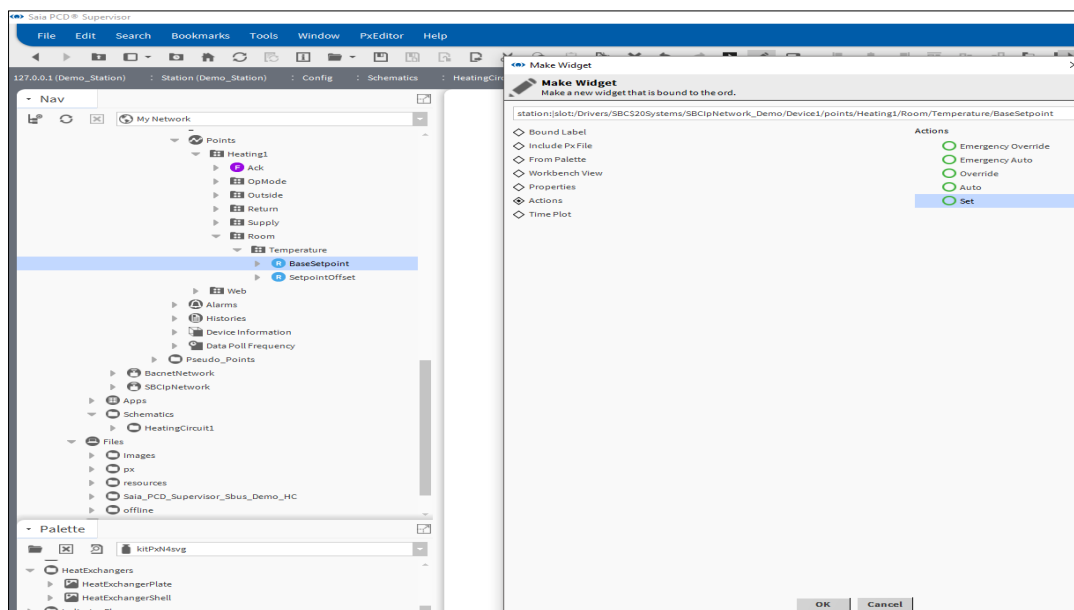 Saia PCD® Supervisor
File Edit Search Bookmarks Tools Window PxEditor Help
127.0.0.1 (Demo_Station) : Station (Demo_Station) : Config : Schematics : HeatingCir
Nav
My Network
Points
Heating1
Ack
OpMode
Outside
Return
Supply
Room
Temperature
BaseSetpoint
SetpointOffset
Web
Alarms
Histories
Device Information
Data Poll Frequency
Pseudo_Points
BacnetNetwork
SBCIpNetwork
Apps
Schematics
HeatingCircuit1
Files
Images
px
resources
Saia_PCD_Supervisor_Sbus_Demo_HC
offline
Palette
kitPxN4svg
HeatExchangers
HeatExchangerPlate
HeatExchangerShell
Make Widget
Make Widget
Make a new widget that is bound to the ord.
station:|slot:/Drivers/SBC$20Systems/SBCIpNetwork_Demo/Device1/points/Heating1/Room/Temperature/BaseSetpoint
Bound Label
Include Px File
From Palette
Workbench View
Properties
Actions
Time Plot
Actions
Emergency Override
Emergency Auto
Override
Auto
Set
OK Cancel